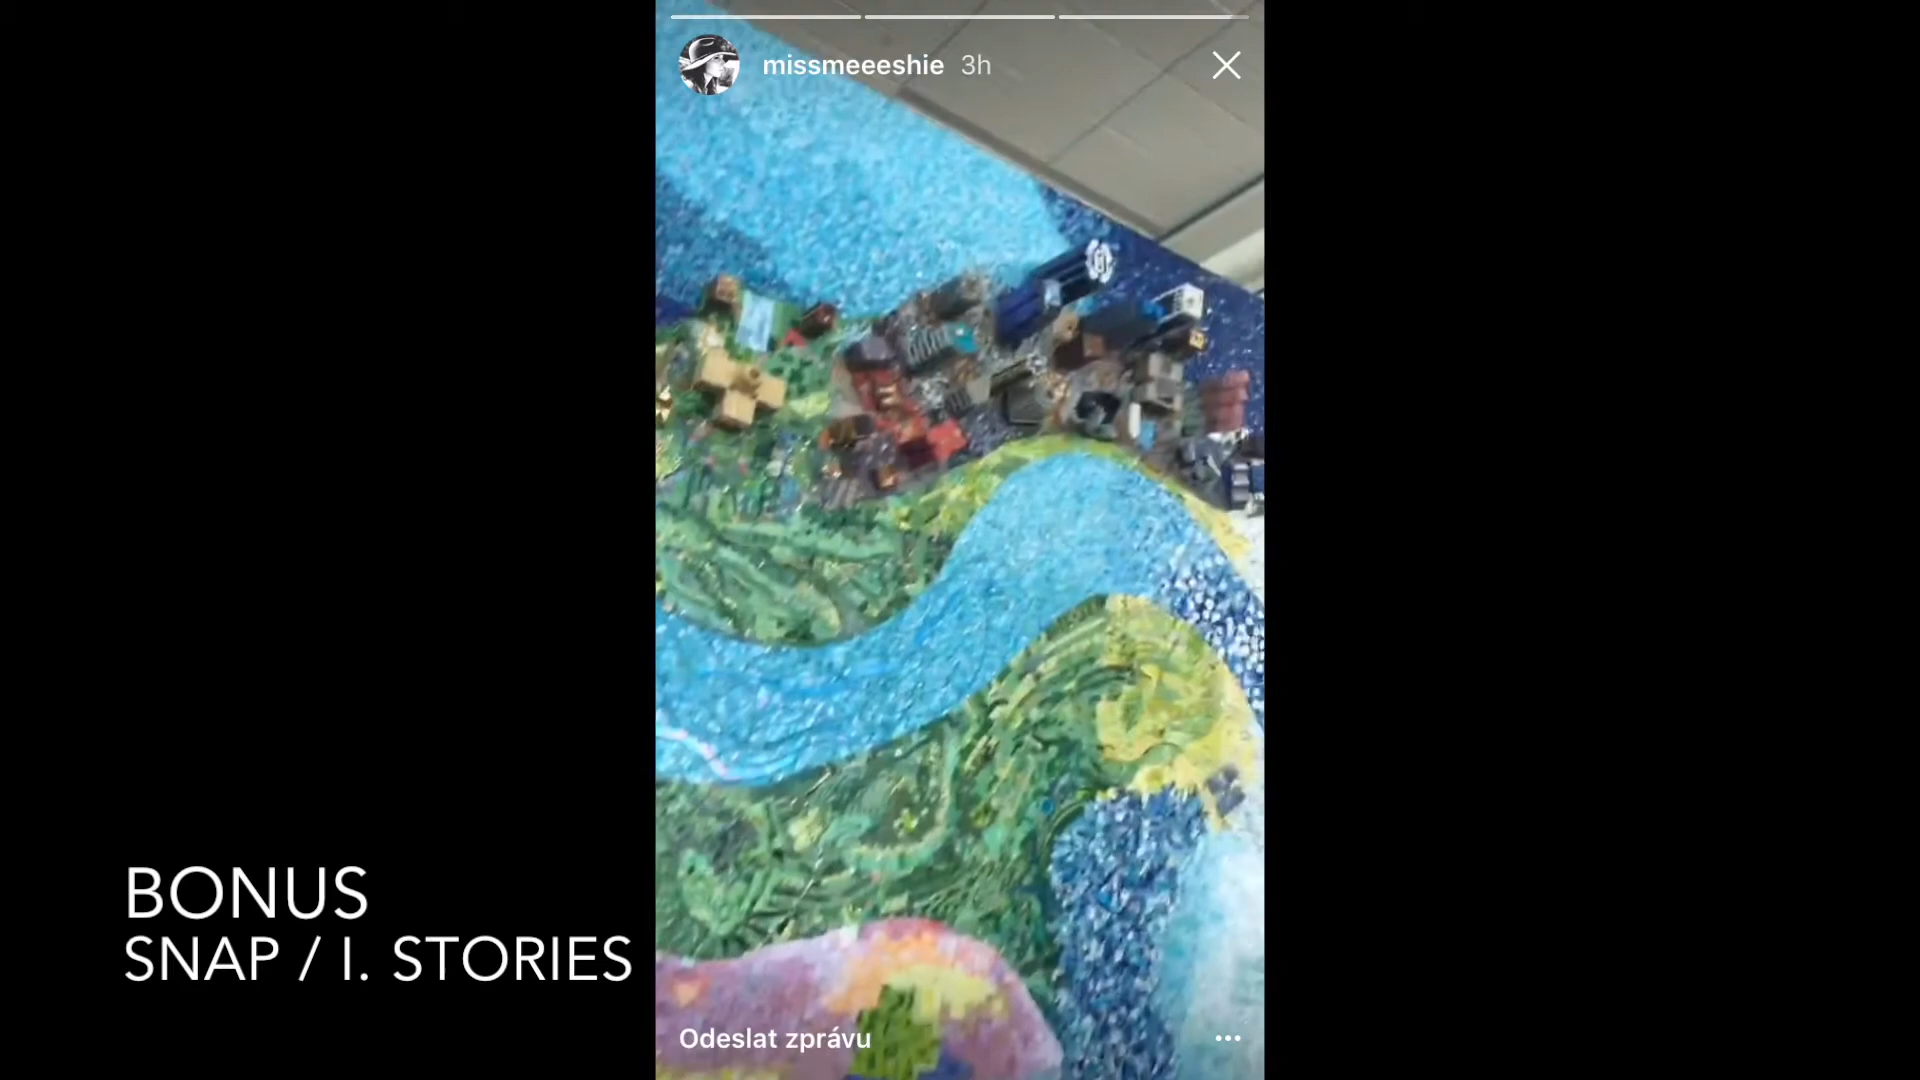 missmeeeshie 3h
BONUS
SNAP / I. STORIES
Odeslat zprávu